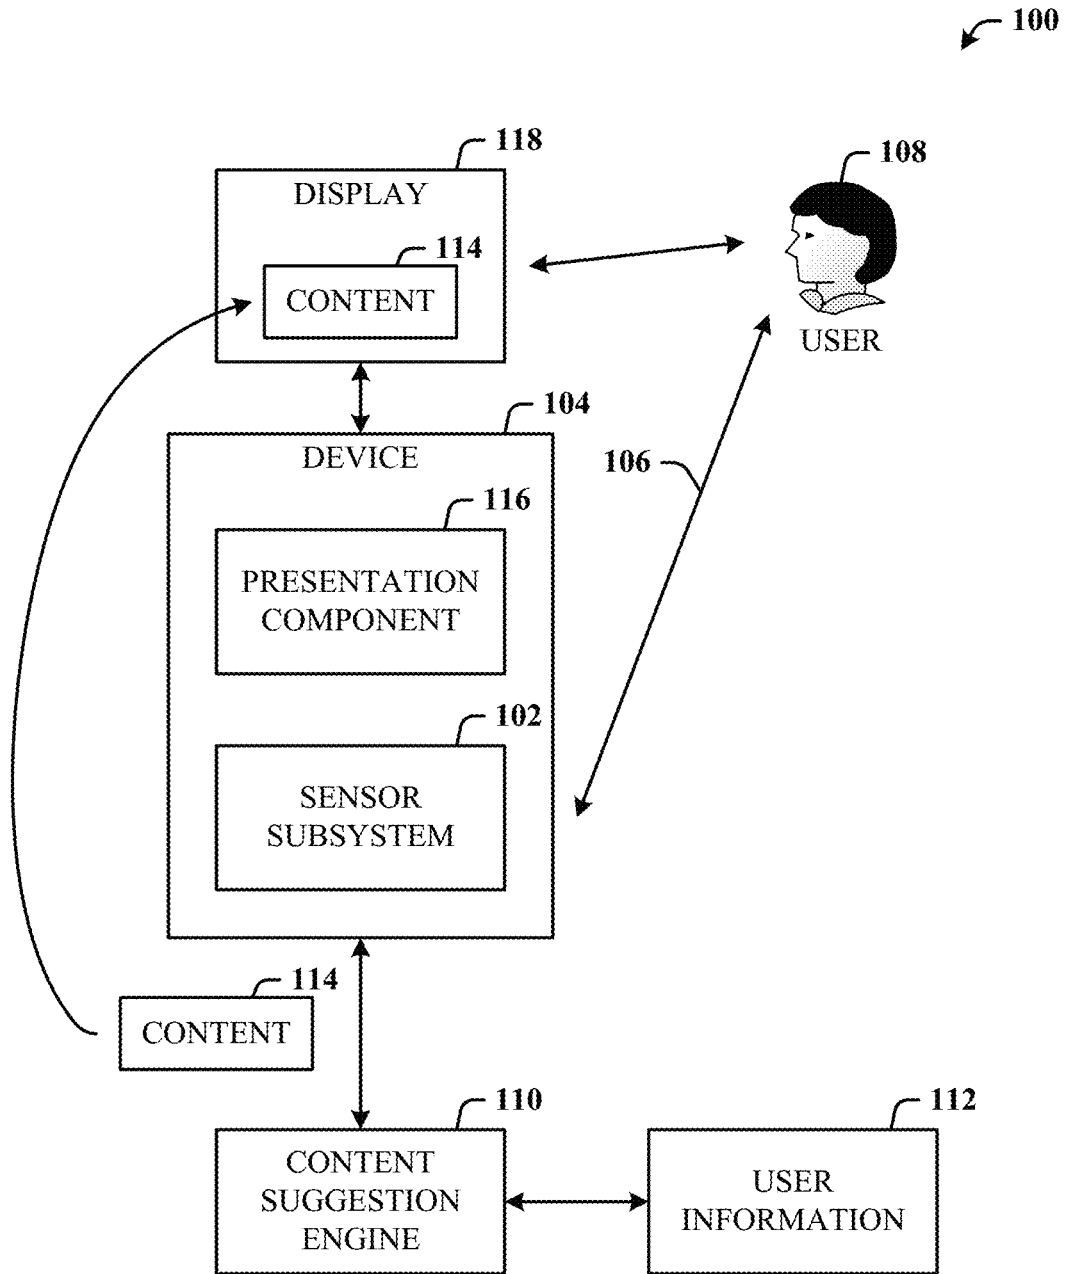 100
118
108
DISPLAY
114
CONTENT
USER
104
DEVICE
106
116
PRESENTATION
COMPONENT
102
SENSOR
SUBSYSTEM
114
CONTENT
110
112
CONTENT
SUGGESTION
ENGINE
USER
INFORMATION